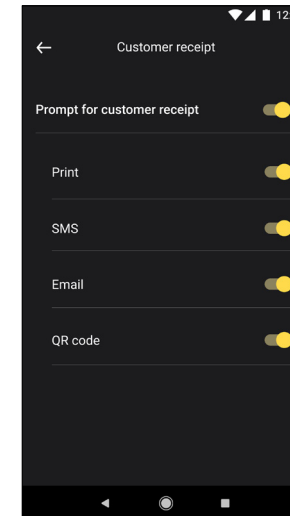 12
Customer receipt
Prompt for customer receipt
Print
SMS
Email
QR code